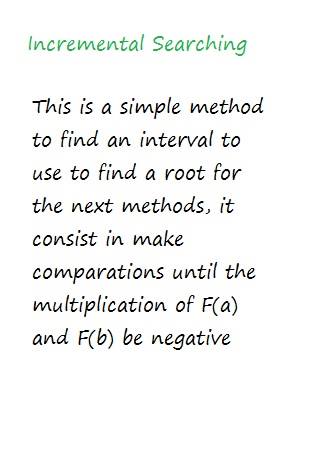 Incremental Searching
This is a simple method
to find an interval to
use to find a root for
the next methods, it
consist in make
comparations until the
multiplication of F(a)
and F(b) be negative